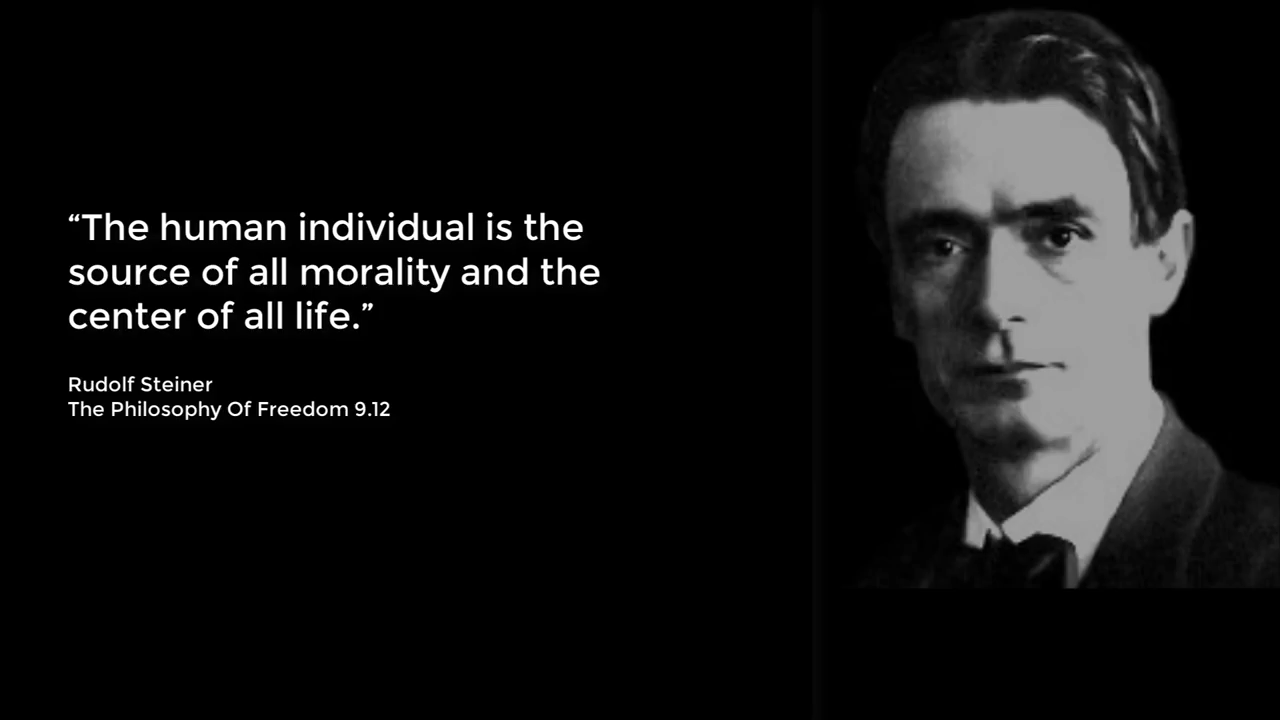 “The human individual is the
source of all morality and the
center of all life.”
Rudolf Steiner
The Philosophy Of Freedom 9.12